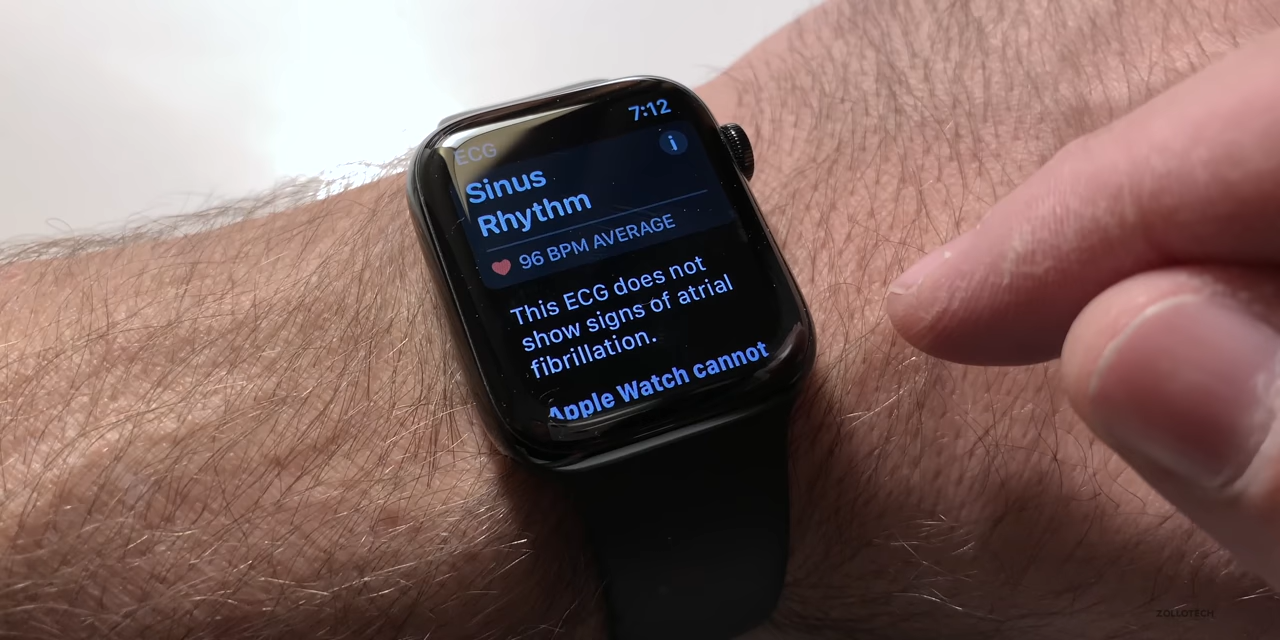 7:12
ECG
i
Sinus
Rhythm
96 BPM AVERAGE
This ECG does not
show signs of atrial
fibrillation.
Apple Watch cannot
ZOLLOTECH